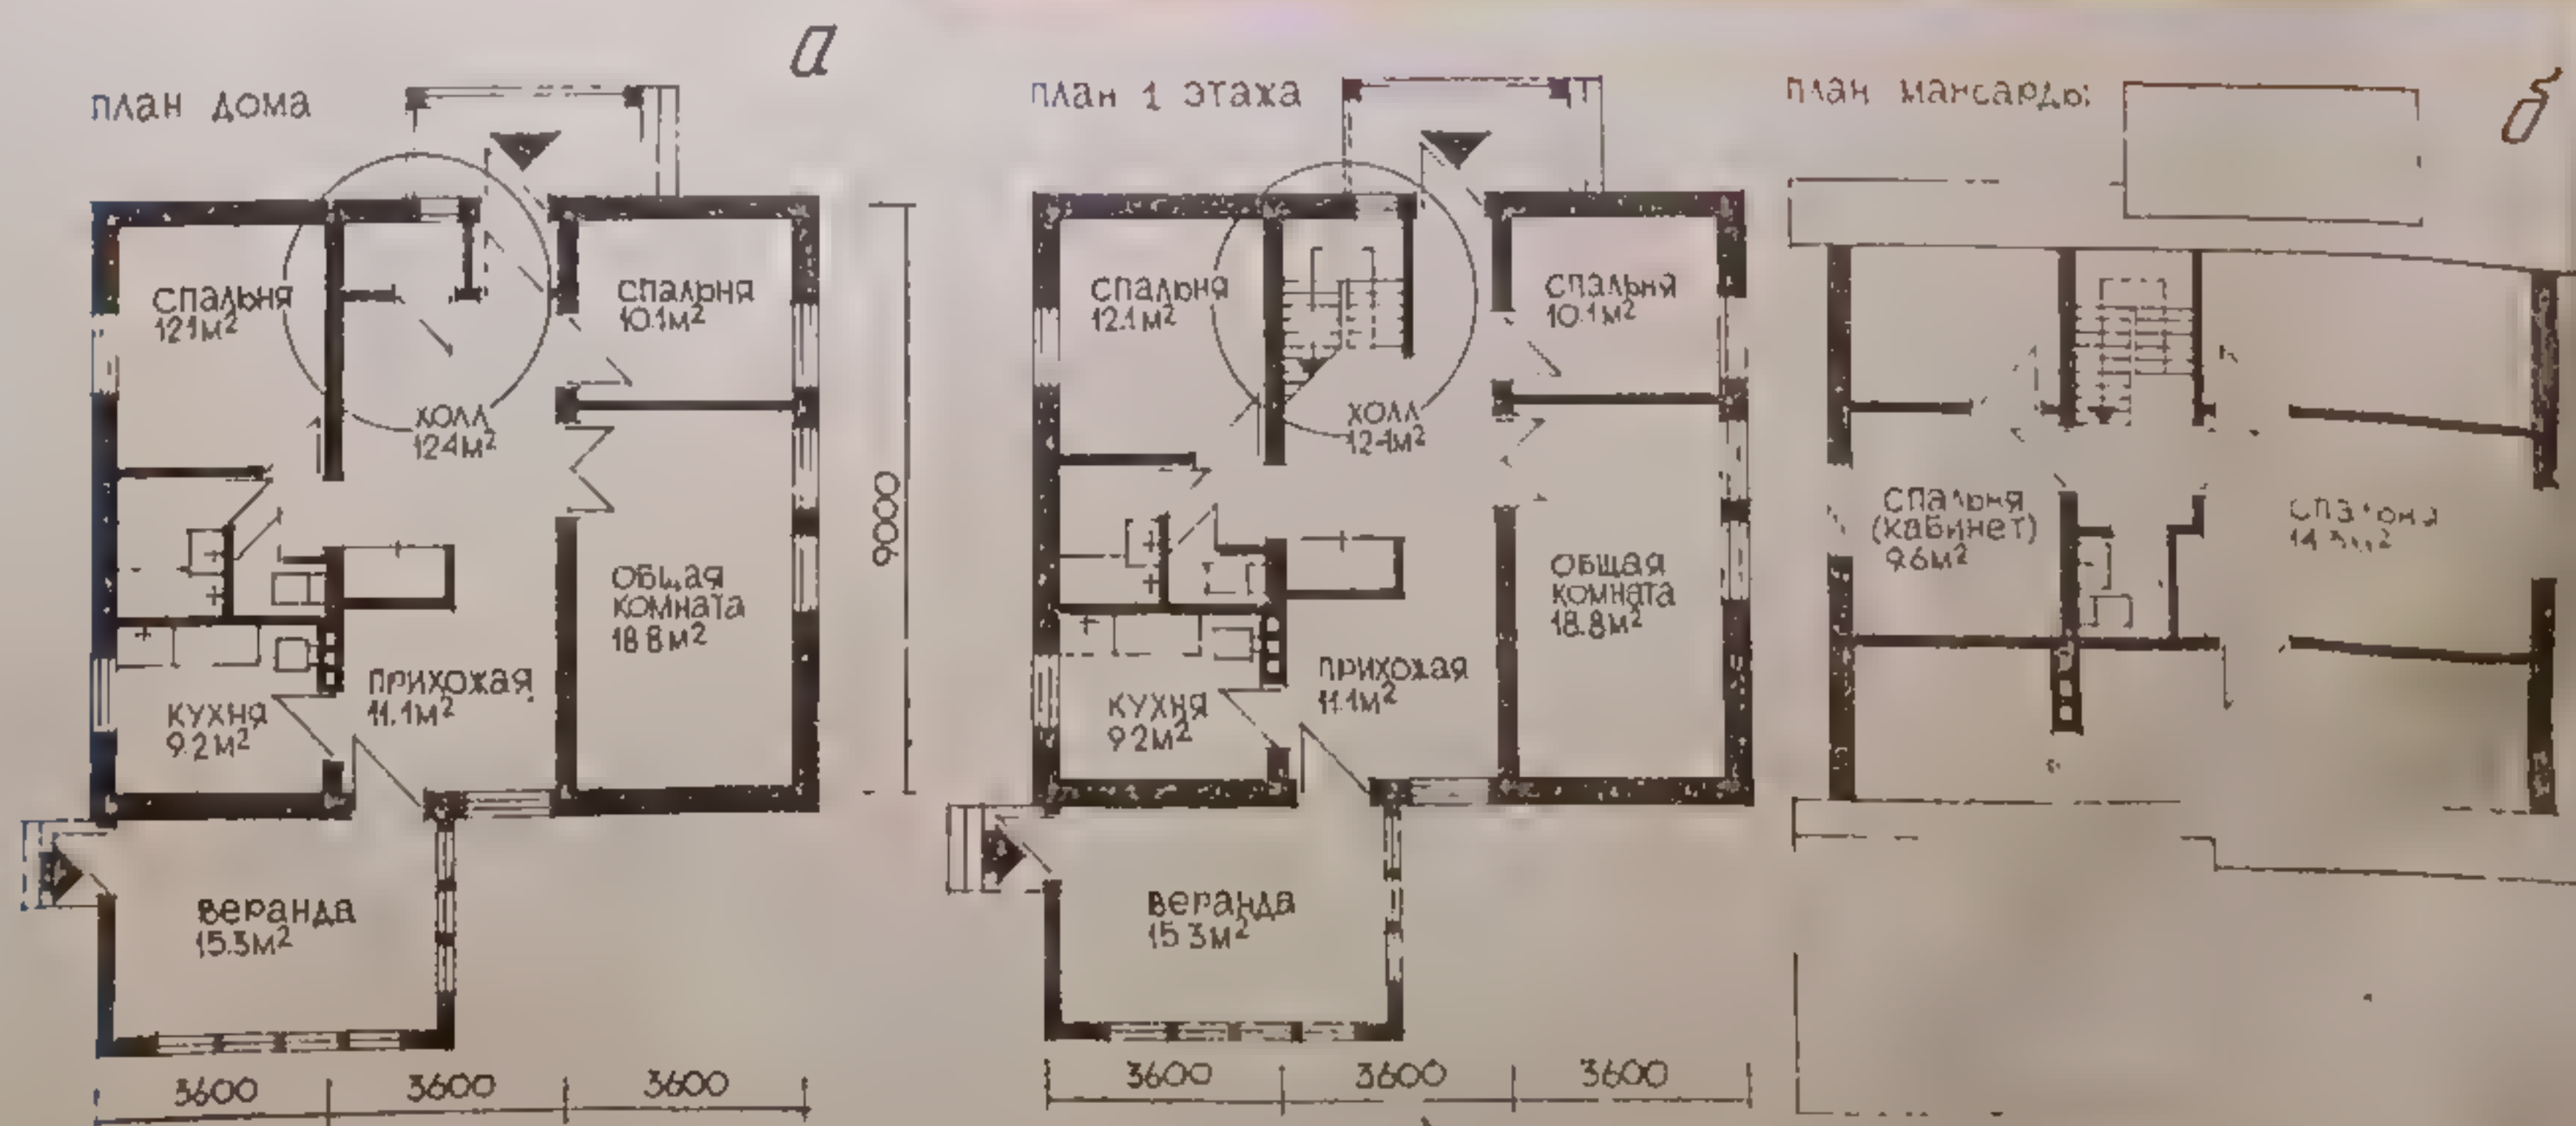 а
план дома
спальня
12.1м²
спальня
10.1м²
холл
12.4м²
общая
комната
18.8м²
прихожая
11.1м²
кухня
9.2м²
веранда
15.3м²
9000
3600
3600
3600
план 1 этажа
спальня
12.1м²
спальня
10.1м²
холл
общая
комната
18.8м²
прихожая
11.1м²
кухня
9.2м²
веранда
15.3м²
3600
3600
3600
б
план мансарды
спальня
(кабинет)
9.6м²
спальня